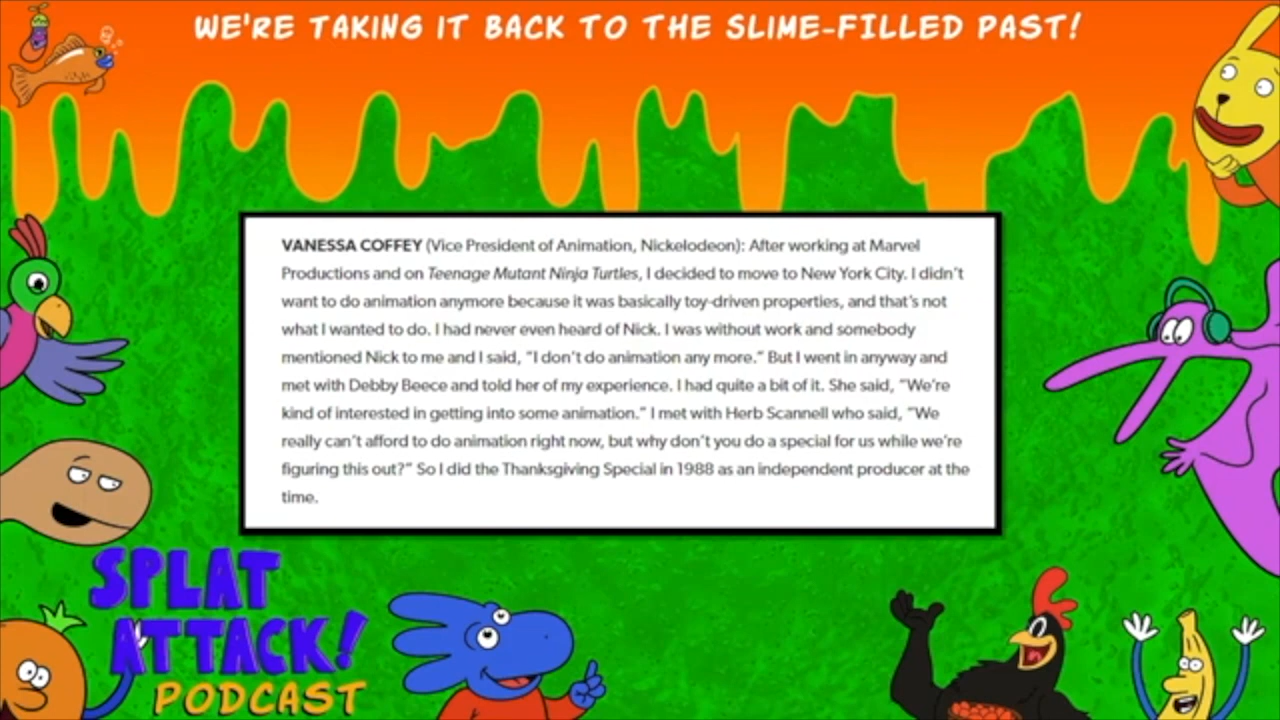 WE'RE TAKING IT BACK TO THE SLIME-FILLED PAST!
VANESSA COFFEY (Vice President of Animation, Nickelodeon): After working at Marvel
Productions and on Teenage Mutant Ninja Turtles, I decided to move to New York City. I didn't
want to do animation anymore because it was basically toy-driven properties, and that's not
what I wanted to do. I had never even heard of Nick. I was without work and somebody
mentioned Nick to me and I said, "I don't do animation any more." But I went in anyway and
met with Debby Beece and told her of my experience. I had quite a bit of it. She said, "We're
kind of interested in getting into some animation." I met with Herb Scannell who said, "We
really can't afford to do animation right now, but why don't you do a special for us while we're
figuring this out?" So I did the Thanksgiving Special in 1988 as an independent producer at the
time.
SPLAT
ATTACK!
PODCAST